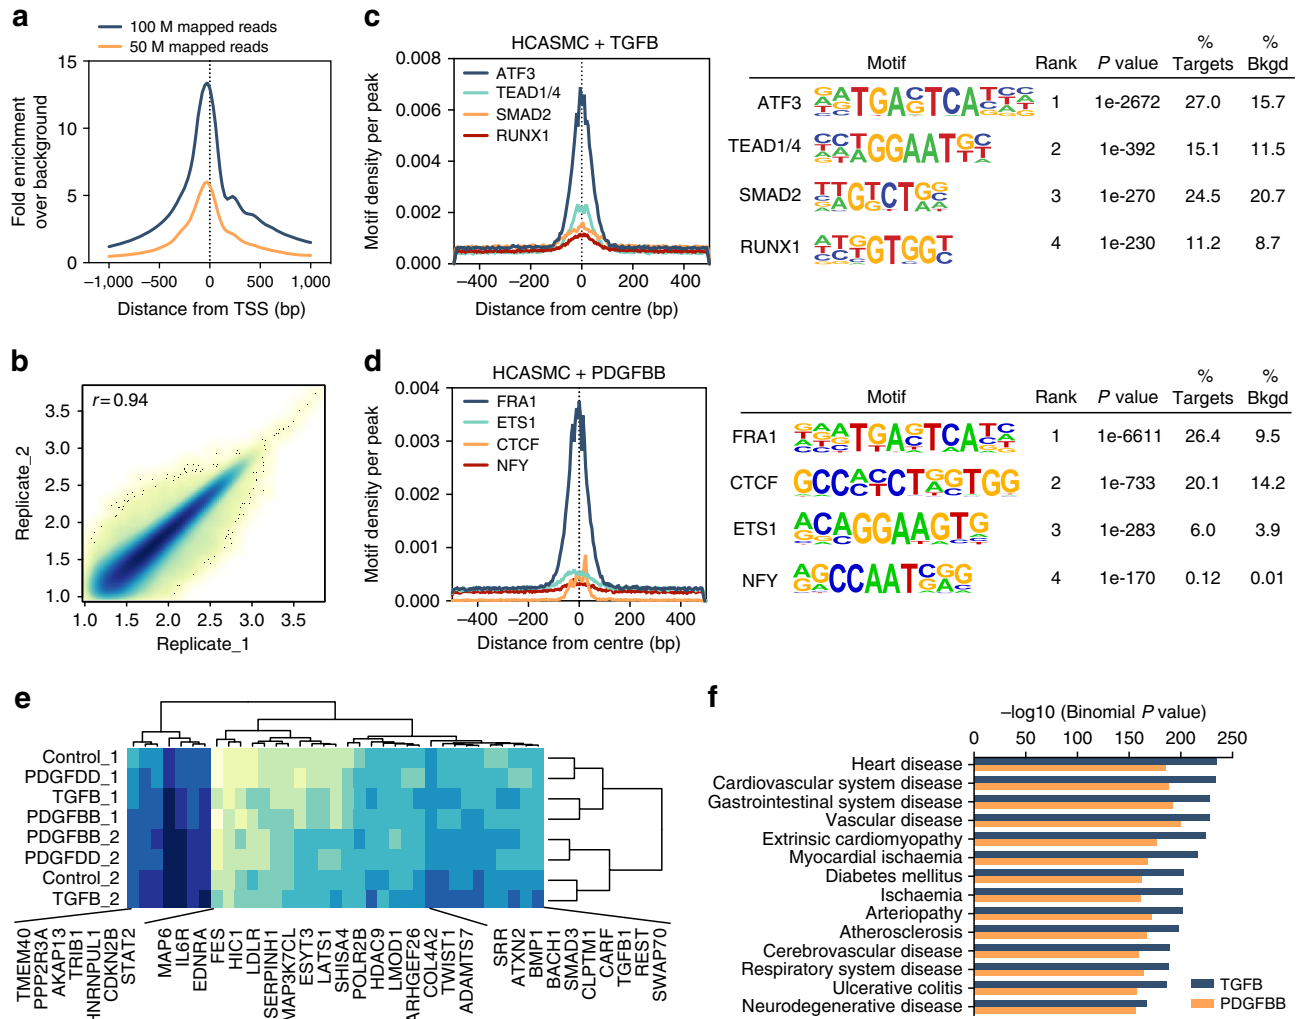 a
100 M mapped reads
50 M mapped reads
Fold enrichment
over background
15
10
5
0
−1,000
−500
0
500
1,000
Distance from TSS (bp)
b
r = 0.94
Replicate_2
3.5
3.0
2.5
2.0
1.5
1.0
1.0
1.5
2.0
2.5
3.0
3.5
Replicate_1
c
HCASMC + TGFB
Motif density per peak
0.008
0.006
0.004
0.002
0.000
ATF3
TEAD1/4
SMAD2
RUNX1
−400
−200
0
200
400
Distance from centre (bp)
Motif Rank P value % Targets % Bkgd
ATF3 1 1e-2672 27.0 15.7
TEAD1/4 2 1e-392 15.1 11.5
SMAD2 3 1e-270 24.5 20.7
RUNX1 4 1e-230 11.2 8.7
d
HCASMC + PDGFBB
Motif density per peak
0.004
0.003
0.002
0.001
0.000
FRA1
ETS1
CTCF
NFY
−400
−200
0
200
400
Distance from centre (bp)
Motif Rank P value % Targets % Bkgd
FRA1 1 1e-6611 26.4 9.5
CTCF 2 1e-733 20.1 14.2
ETS1 3 1e-283 6.0 3.9
NFY 4 1e-170 0.12 0.01
e
Control_1
PDGFDD_1
TGFB_1
PDGFBB_1
PDGFBB_2
PDGFDD_2
Control_2
TGFB_2
TMEM40
PPP2R3A
AKAP13
TRIB1
HNRNPUL1
CDKN2B
STAT2
MAP6
IL6R
EDNRA
FES
HIC1
LDLR
SERPINH1
MAP3K7CL
ESYT3
LATS1
SHISA4
POLR2B
HDAC9
LMOD1
ARHGEF26
COL4A2
TWIST1
ADAMTS7
SRR
ATXN2
BMP1
BACH1
SMAD3
CLPTM1
CARF
TGFB1
REST
SWAP70
f
−log10 (Binomial P value)
0
50
100
150
200
250
Heart disease
Cardiovascular system disease
Gastrointestinal system disease
Vascular disease
Extrinsic cardiomyopathy
Myocardial ischaemia
Diabetes mellitus
Ischaemia
Arteriopathy
Atherosclerosis
Cerebrovascular disease
Respiratory system disease
Ulcerative colitis
Neurodegenerative disease
TGFB
PDGFBB